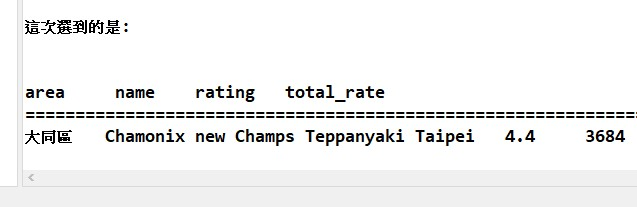 這次選到的是:
area name rating total_rate
=================================================================
大同區 Chamonix new Champs Teppanyaki Taipei 4.4 3684